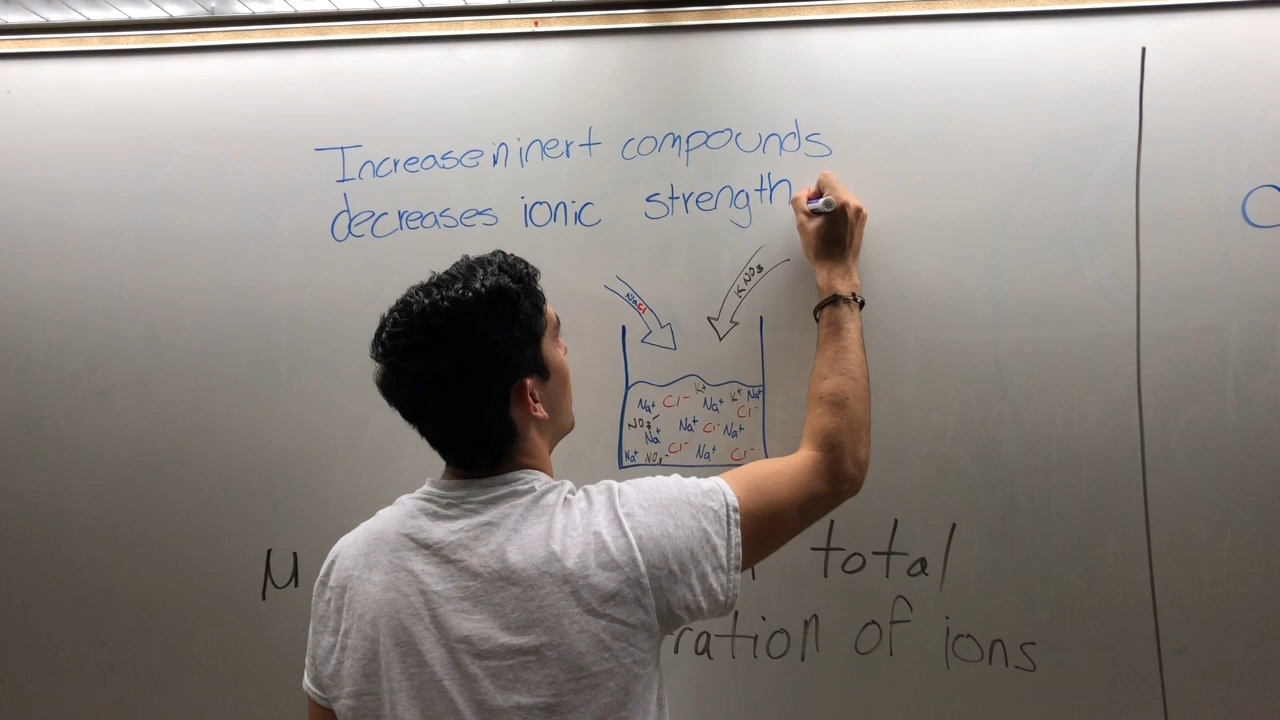 Increase in inert compounds
decreases ionic strength
NaCl
KNO3
K+
Na+ Cl- Na+ K+ Na+
Cl-
NO3- Na+ Na+ Cl- Na+
Na+ NO3- Cl- Na+ Cl-
M total
ration of ions